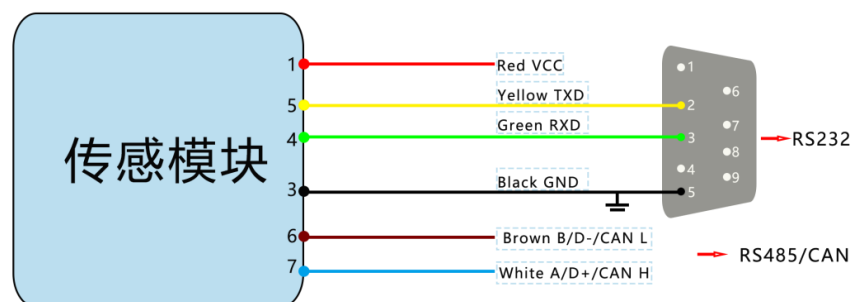 传感模块
1 Red VCC
5 Yellow TXD
4 Green RXD
3 Black GND
6 Brown B/D-/CAN L
7 White A/D+/CAN H
1
6
2
7
3
8
4
9
5
RS232
RS485/CAN